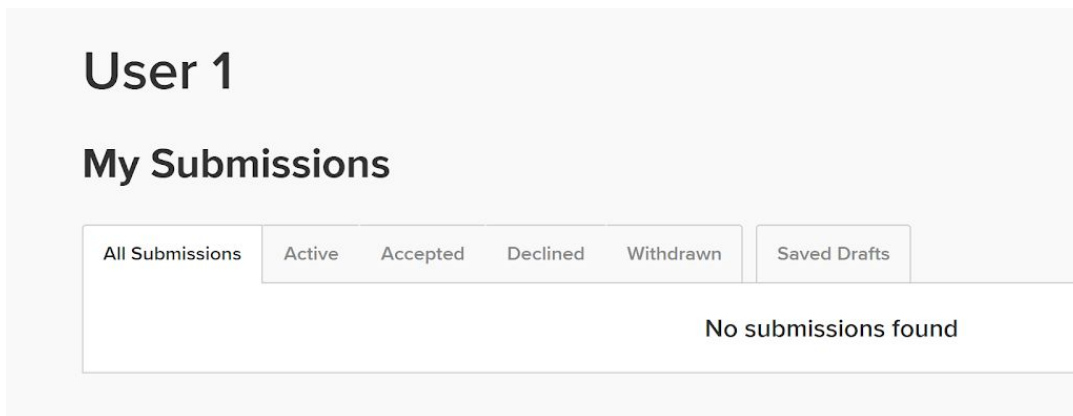 User 1
My Submissions
All Submissions Active Accepted Declined Withdrawn Saved Drafts
No submissions found